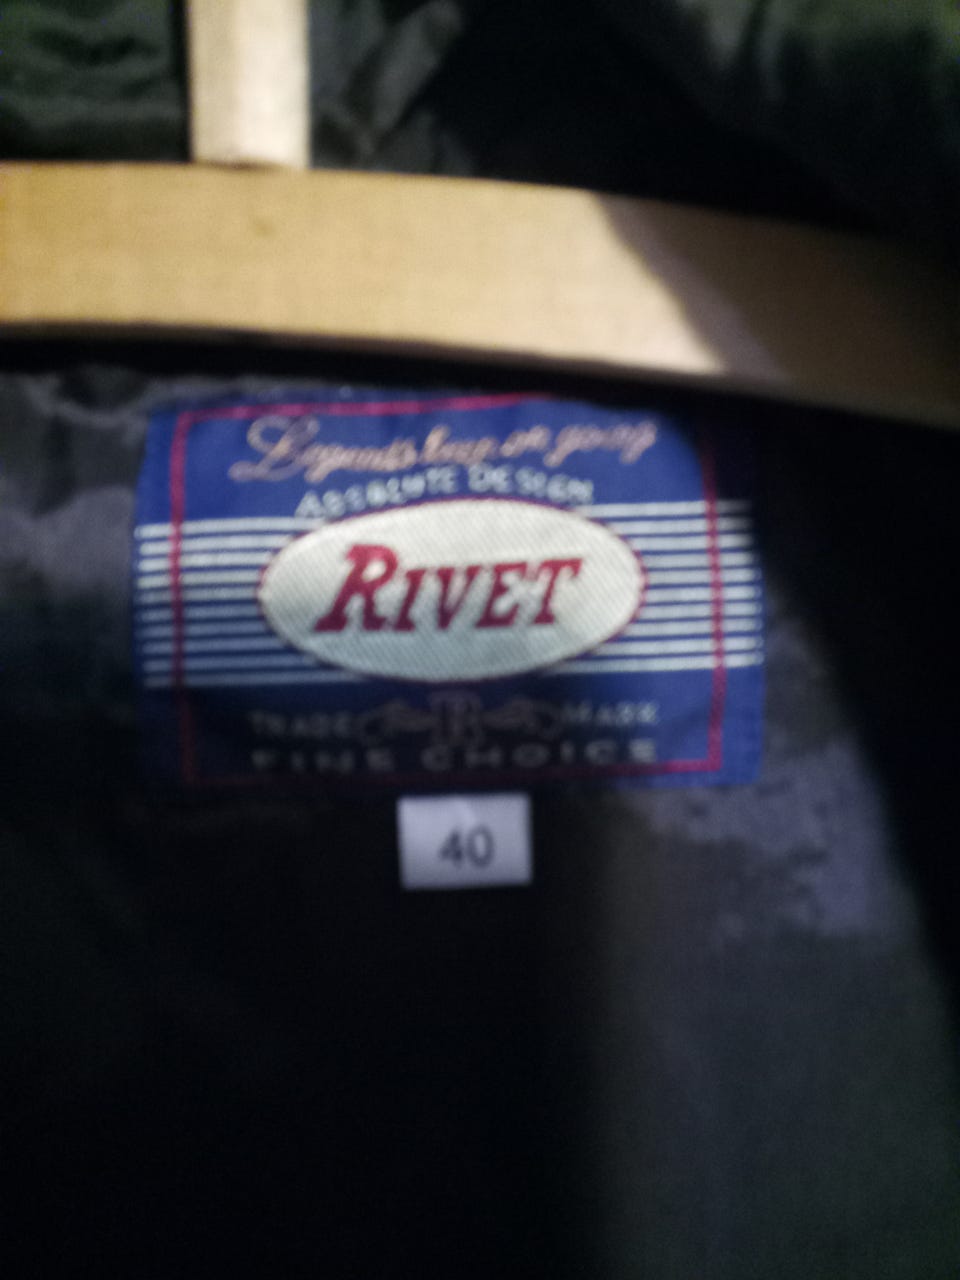 Legends keep on going
ABSOLUTE DESIGN
RIVET
TRADE R MARK
FINE CHOICE
40